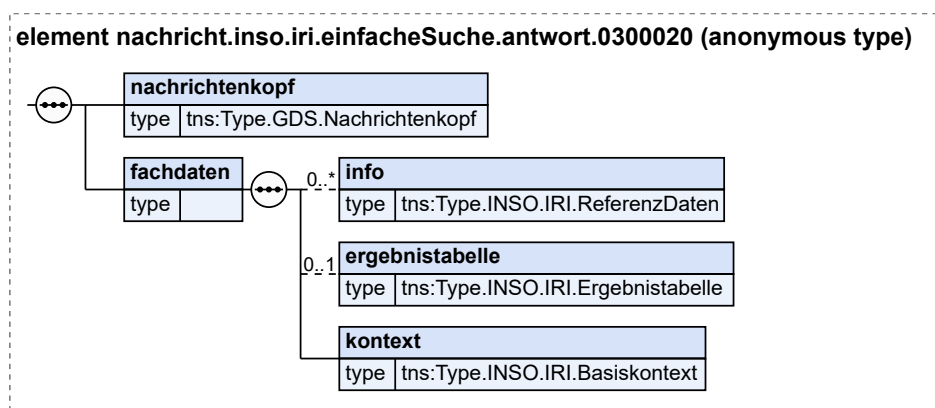 element nachricht.inso.iri.einfacheSuche.antwort.0300020 (anonymous type)
nachrichtenkopf
type tns:Type.GDS.Nachrichtenkopf
fachdaten
type
0..* info
type tns:Type.INSO.IRI.ReferenzDaten
0..1 ergebnistabelle
type tns:Type.INSO.IRI.Ergebnistabelle
kontext
type tns:Type.INSO.IRI.Basiskontext